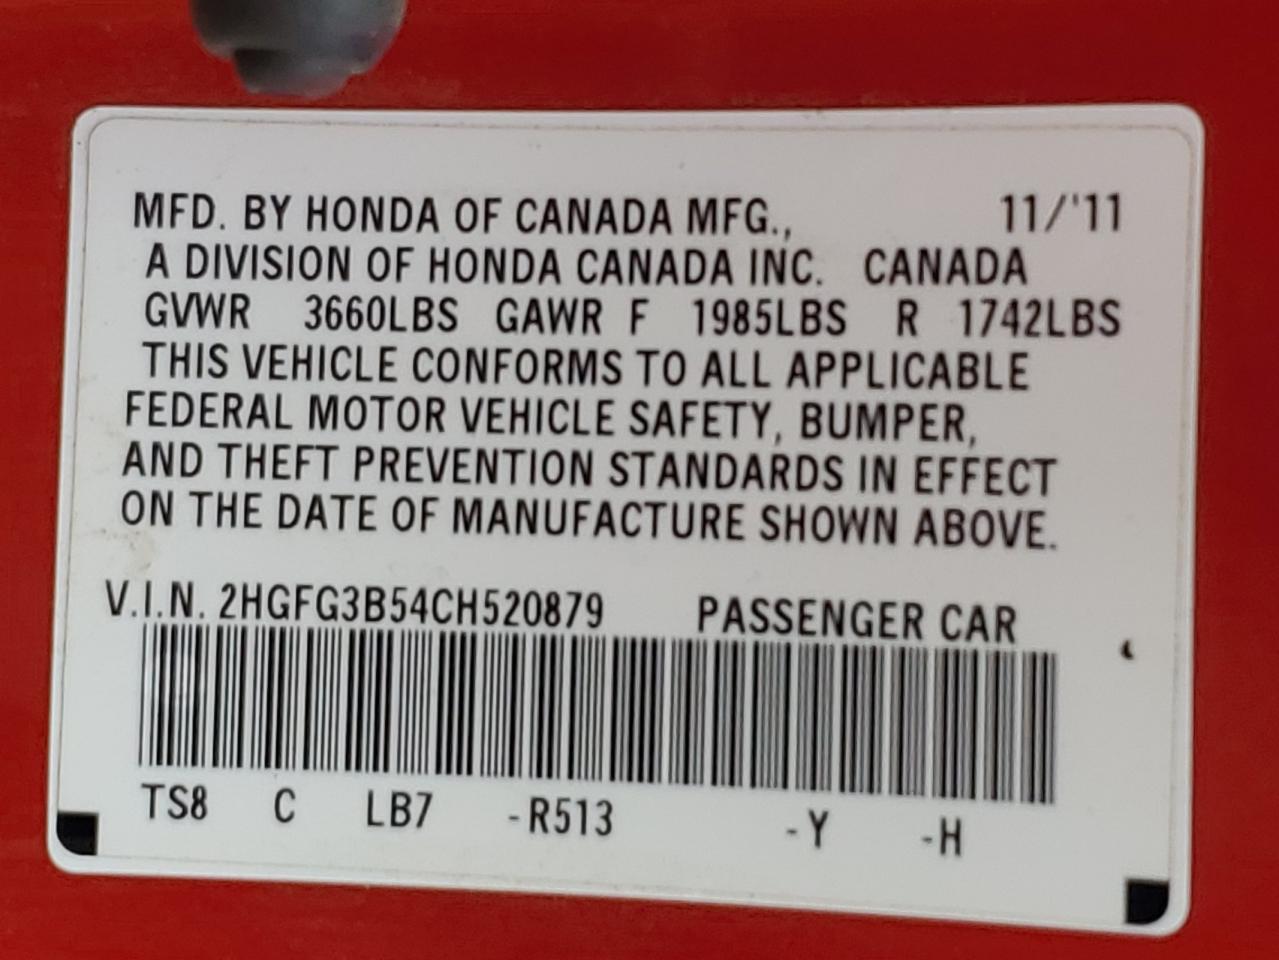 MFD. BY HONDA OF CANADA MFG., 11/'11
A DIVISION OF HONDA CANADA INC. CANADA
GVWR 3660LBS GAWR F 1985LBS R 1742LBS
THIS VEHICLE CONFORMS TO ALL APPLICABLE
FEDERAL MOTOR VEHICLE SAFETY, BUMPER,
AND THEFT PREVENTION STANDARDS IN EFFECT
ON THE DATE OF MANUFACTURE SHOWN ABOVE.
V.I.N. 2HGFG3B54CH520879 PASSENGER CAR
TS8 C LB7 -R513 -Y -H